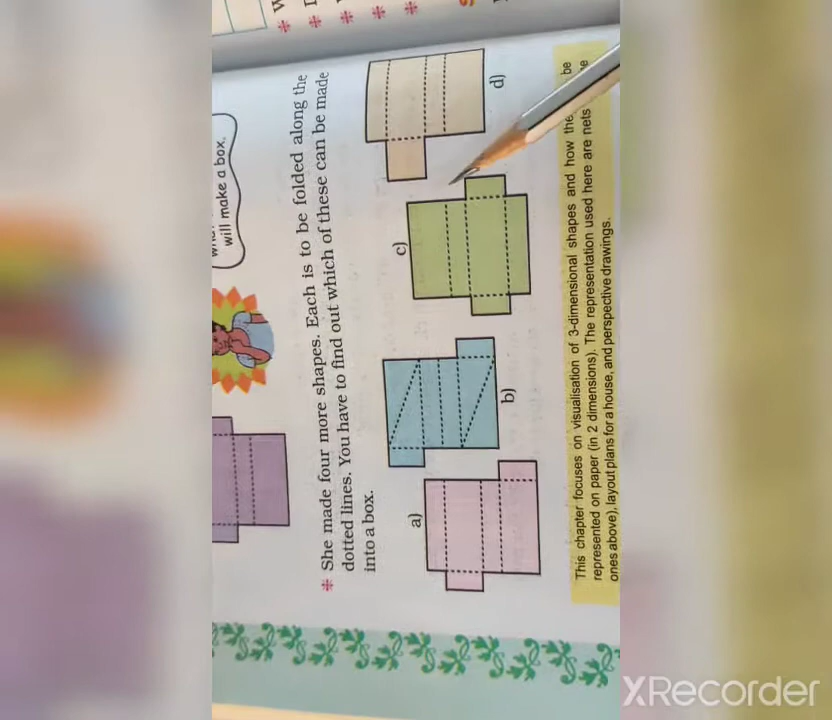 will make a box.
* She made four more shapes. Each is to be folded along the
dotted lines. You have to find out which of these can be made
into a box.
a)
b)
c)
d)
This chapter focuses on visualisation of 3-dimensional shapes and how the be
represented on paper (in 2 dimensions). The representation used here are nets
ones above), layout plans for a house, and perspective drawings.
XRecorder